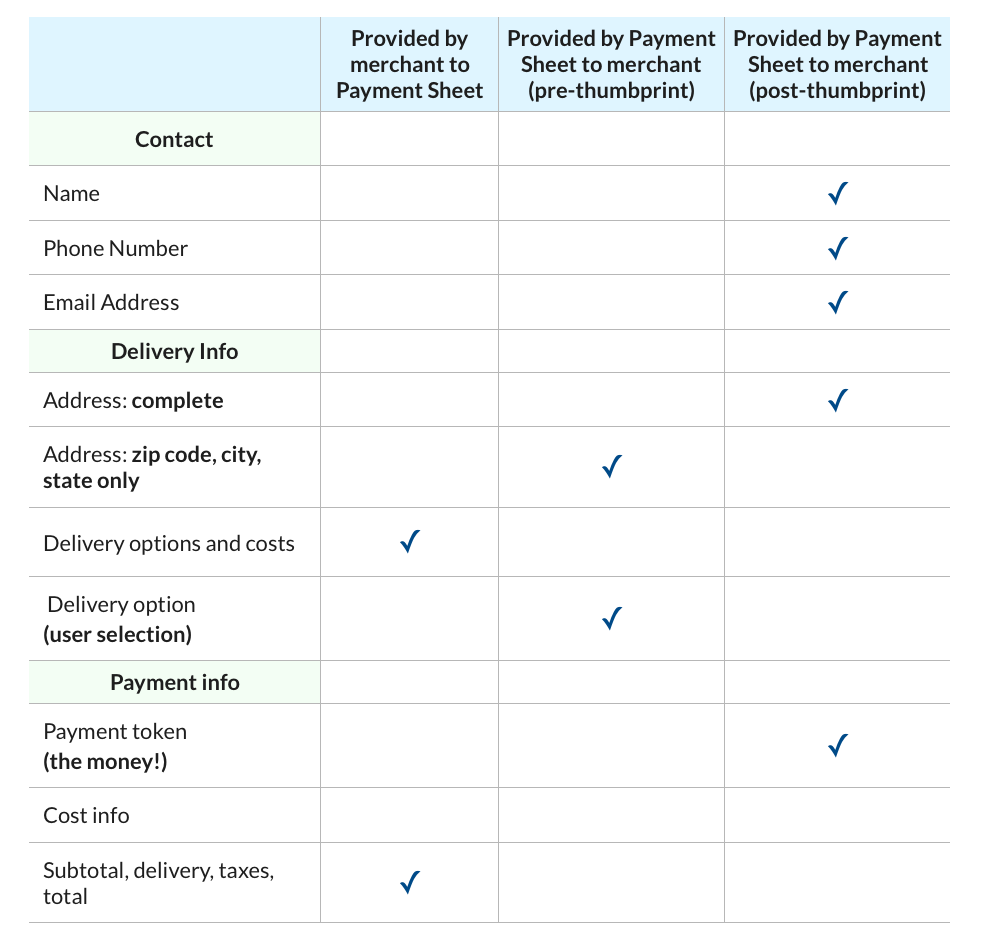 Provided by
merchant to
Payment Sheet
Provided by Payment
Sheet to merchant
(pre-thumbprint)
Provided by Payment
Sheet to merchant
(post-thumbprint)
Contact
Name
✓
Phone Number
✓
Email Address
✓
Delivery Info
Address: complete
✓
Address: zip code, city,
state only
✓
Delivery options and costs
✓
Delivery option
(user selection)
✓
Payment info
Payment token
(the money!)
✓
Cost info
Subtotal, delivery, taxes,
total
✓